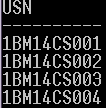 USN
----------
1BM14CS001
1BM14CS002
1BM14CS003
1BM14CS004